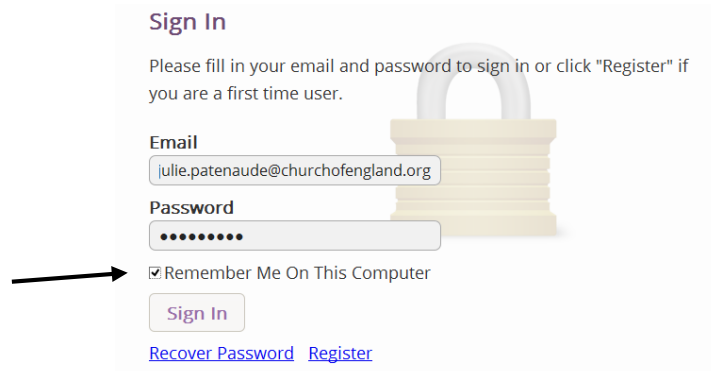 Sign In
Please fill in your email and password to sign in or click "Register" if
you are a first time user.
Email
julie.patenaude@churchofengland.org
Password
•••••••••
Remember Me On This Computer
Sign In
Recover Password Register